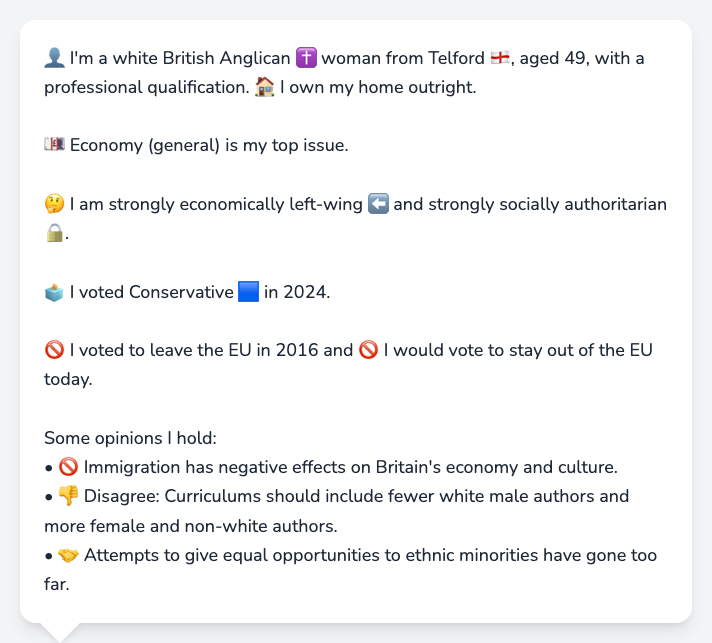 👤 I'm a white British Anglican ✝️ woman from Telford 🏴󠁧󠁢󠁥󠁮󠁧󠁿, aged 49, with a
professional qualification. 🏠 I own my home outright.
💷 Economy (general) is my top issue.
🤔 I am strongly economically left-wing ⬅️ and strongly socially authoritarian
🔒.
🗳️ I voted Conservative 🟦 in 2024.
🚫 I voted to leave the EU in 2016 and 🚫 I would vote to stay out of the EU
today.
Some opinions I hold:
• 🚫 Immigration has negative effects on Britain's economy and culture.
• 👎 Disagree: Curriculums should include fewer white male authors and
more female and non-white authors.
• 🤝 Attempts to give equal opportunities to ethnic minorities have gone too
far.